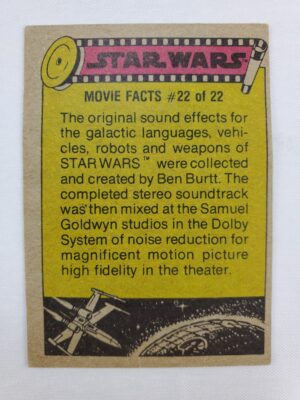 STAR WARS
MOVIE FACTS #22 of 22
The original sound effects for
the galactic languages, vehi-
cles, robots and weapons of
STAR WARS™ were collected
and created by Ben Burtt. The
completed stereo soundtrack
was then mixed at the Samuel
Goldwyn studios in the Dolby
System of noise reduction for
magnificent motion picture
high fidelity in the theater.